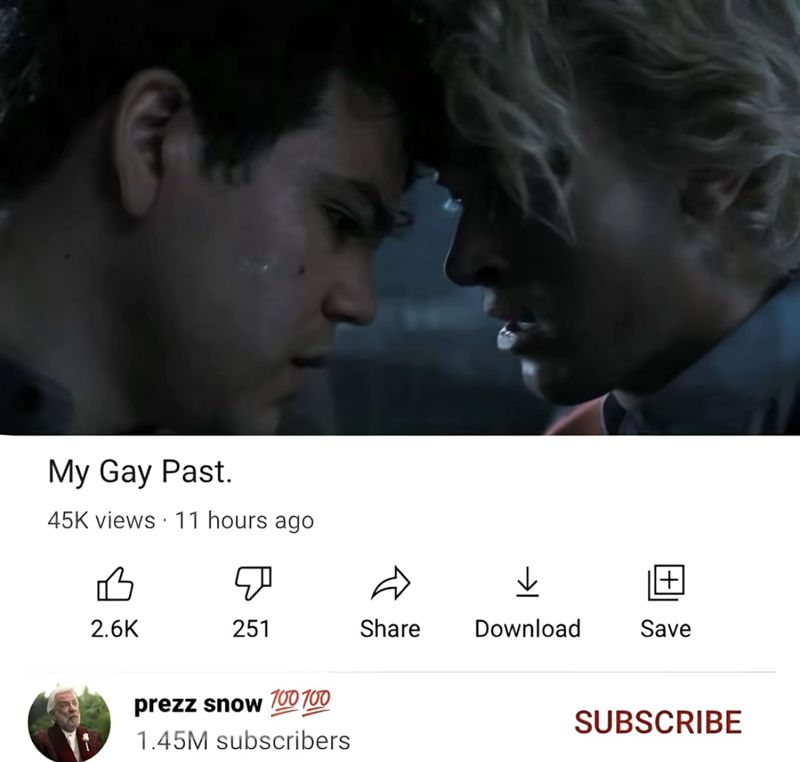 My Gay Past.
45K views · 11 hours ago
2.6K 251 Share Download Save
prezz snow 💯💯
1.45M subscribers
SUBSCRIBE